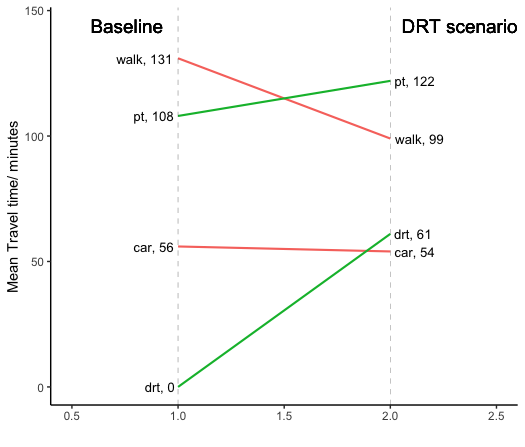 Baseline
DRT scenario
Mean Travel time/ minutes
150
100
50
0
walk, 131
pt, 108
car, 56
drt, 0
pt, 122
walk, 99
drt, 61
car, 54
0.5
1.0
1.5
2.0
2.5